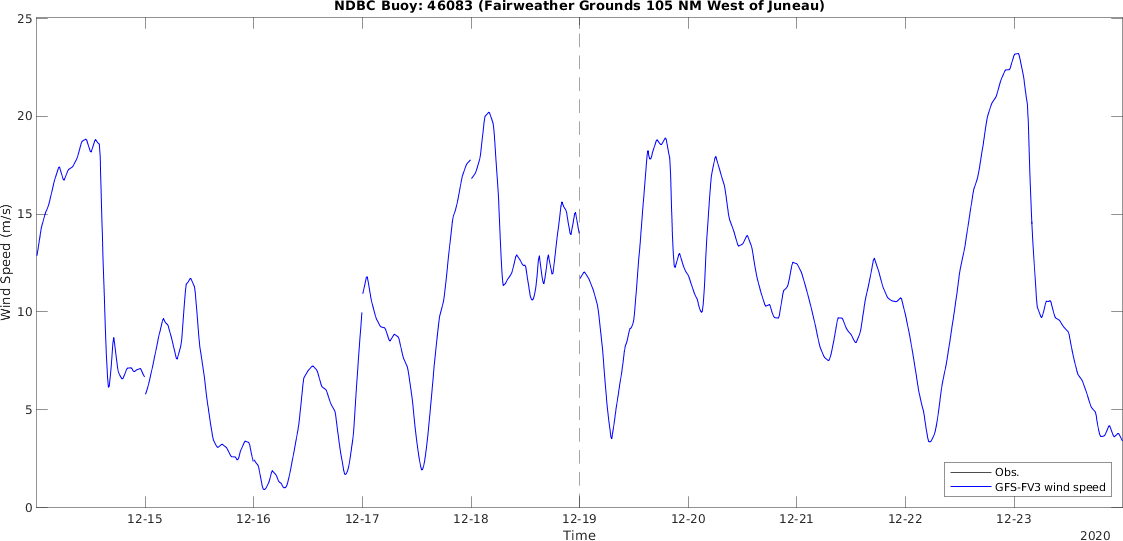 NDBC Buoy: 46083 (Fairweather Grounds 105 NM West of Juneau)
25
20
15
10
5
0
Wind Speed (m/s)
12-15 12-16 12-17 12-18 12-19 12-20 12-21 12-22 12-23
Time
2020
Obs.
GFS-FV3 wind speed